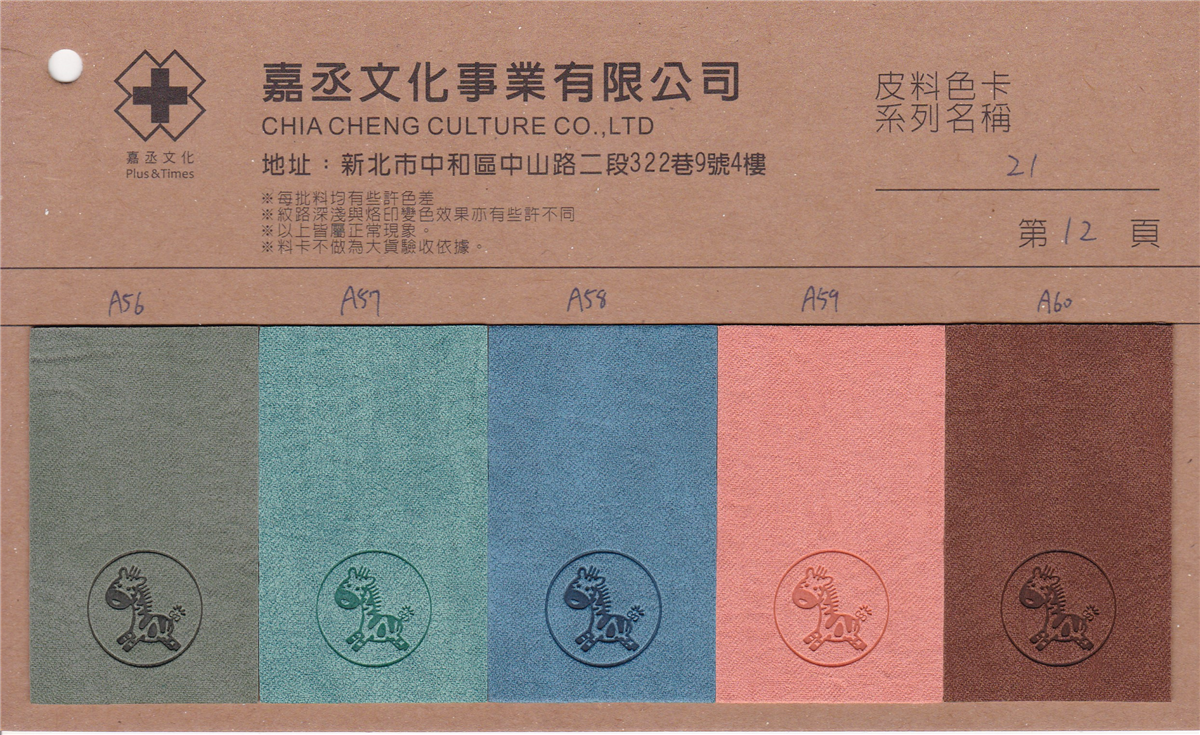 嘉丞文化
Plus&Times
嘉丞文化事業有限公司
CHIA CHENG CULTURE CO.,LTD
地址：新北市中和區中山路二段322巷9號4樓
※每批料均有些許色差
※紋路深淺與烙印變色效果亦有些許不同
※以上皆屬正常現象。
※料卡不做為大貨驗收依據。
皮料色卡
系列名稱
21
第12頁
A56
A57
A58
A59
A60